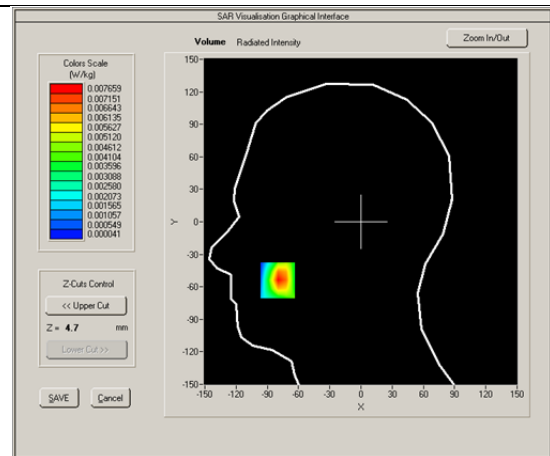 SAR Visualisation Graphical Interface
Volume Radiated Intensity
Zoom In/Out
Colors Scale
(W/kg)
0.007659
0.007151
0.006643
0.006135
0.005627
0.005120
0.004612
0.004104
0.003596
0.003088
0.002580
0.002073
0.001565
0.001057
0.000549
0.000041
Z-Cuts Control
<< Upper Cut
Z = 4.7 mm
Lower Cut >>
SAVE Cancel
150
120
90
60
30
0
-30
-60
-90
-120
-150
Y
-150 -120 -90 -60 -30 0 30 60 90 120 150
X